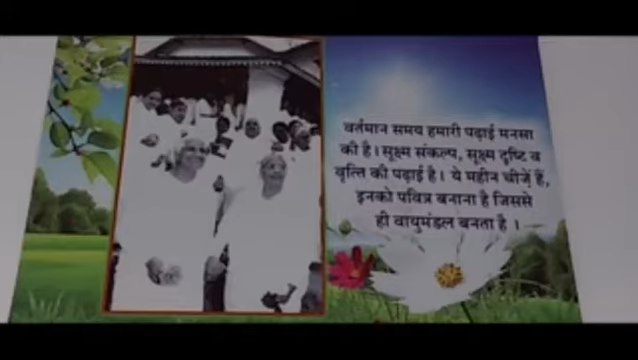 वर्तमान समय हमारी पढ़ाई मनसा
की है। सूक्ष्म संकल्प, सूक्ष्म दृष्टि व
वृत्ति की पढ़ाई है। ये महीन चीज़ें हैं,
इनको पवित्र बनाना है जिससे
ही वायुमंडल बनता है ।